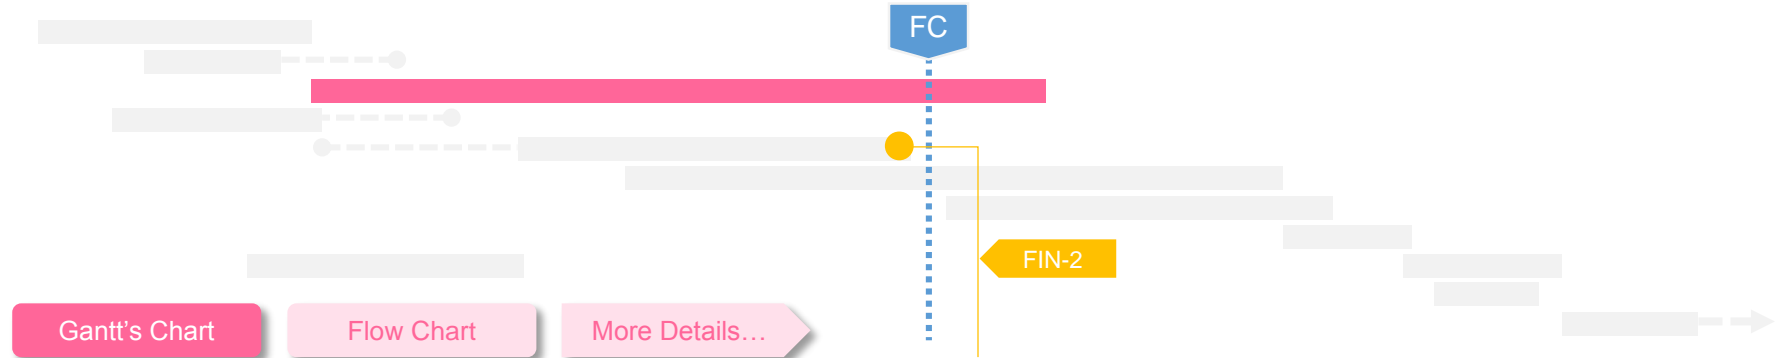 FC
FIN-2
Gantt’s Chart
Flow Chart
More Details…